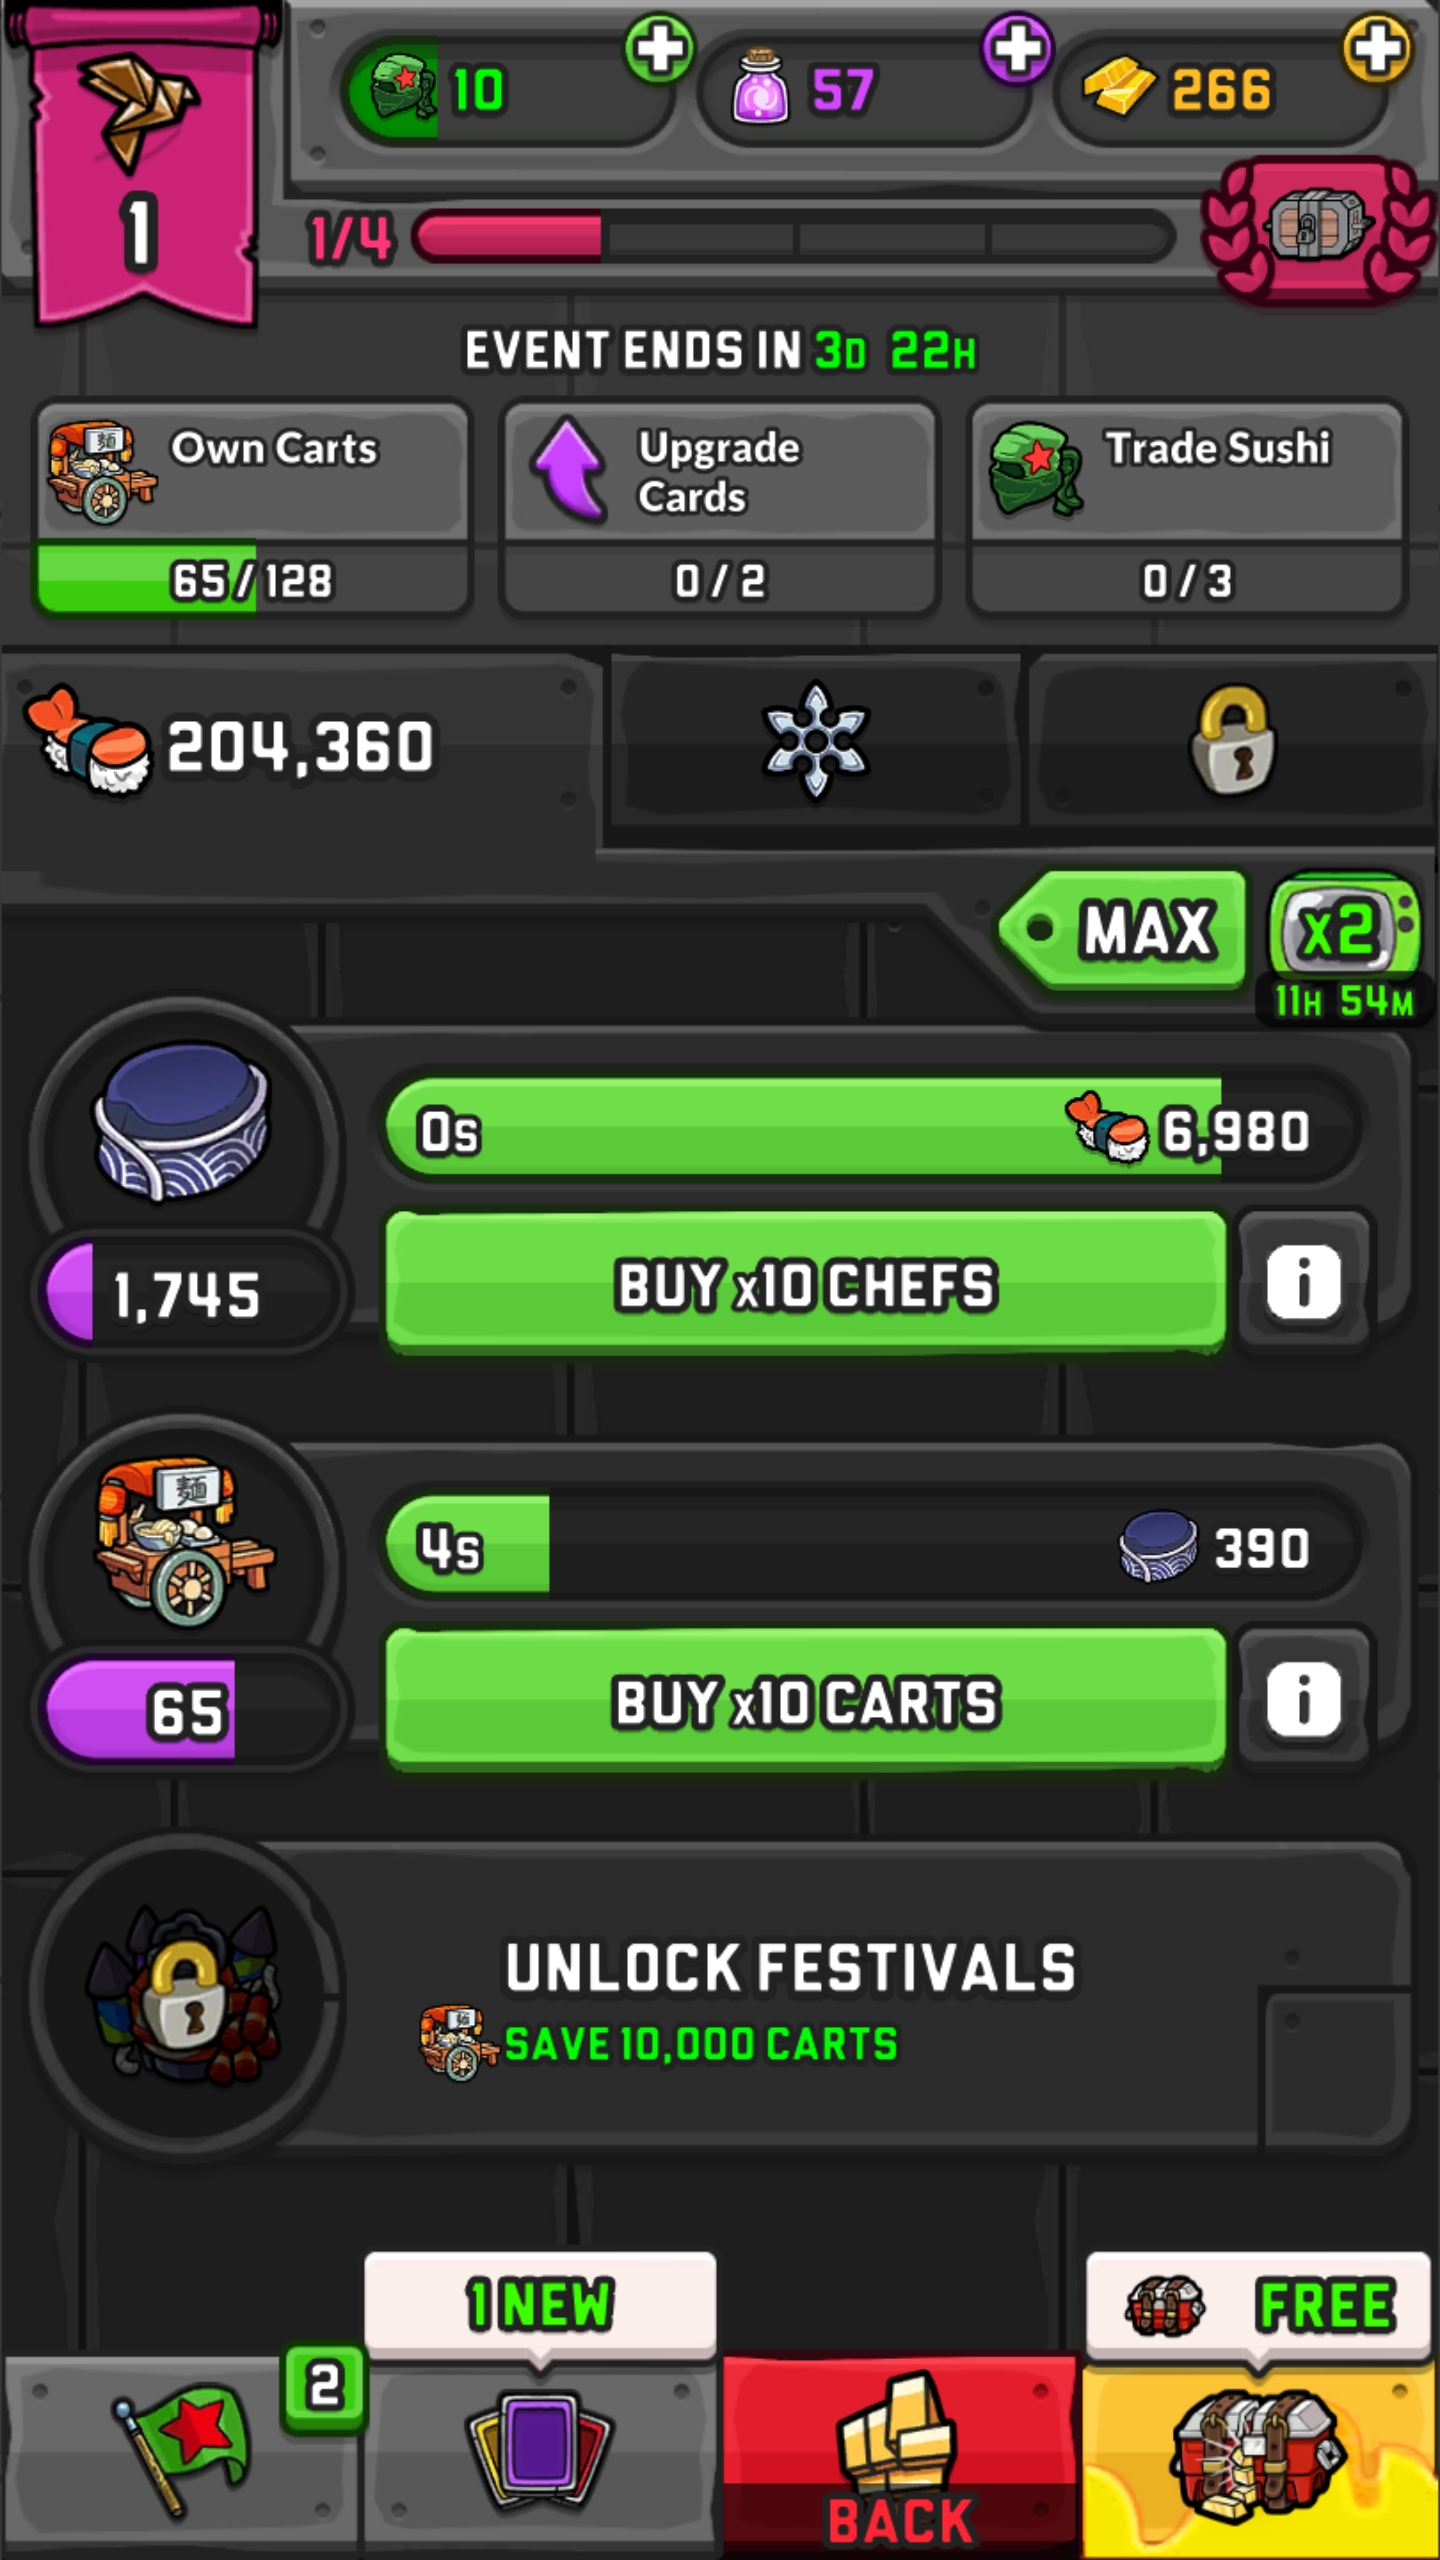 10
57
266
1
1/4
EVENT ENDS IN 3D 22H
麺
Own Carts
65/128
Upgrade
Cards
0/2
Trade Sushi
0/3
204,360
MAX
x2
11H 54M
0s
6,980
1,745
BUY x10 CHEFS
i
麺
4s
390
65
BUY x10 CARTS
i
UNLOCK FESTIVALS
SAVE 10,000 CARTS
1 NEW
FREE
2
BACK